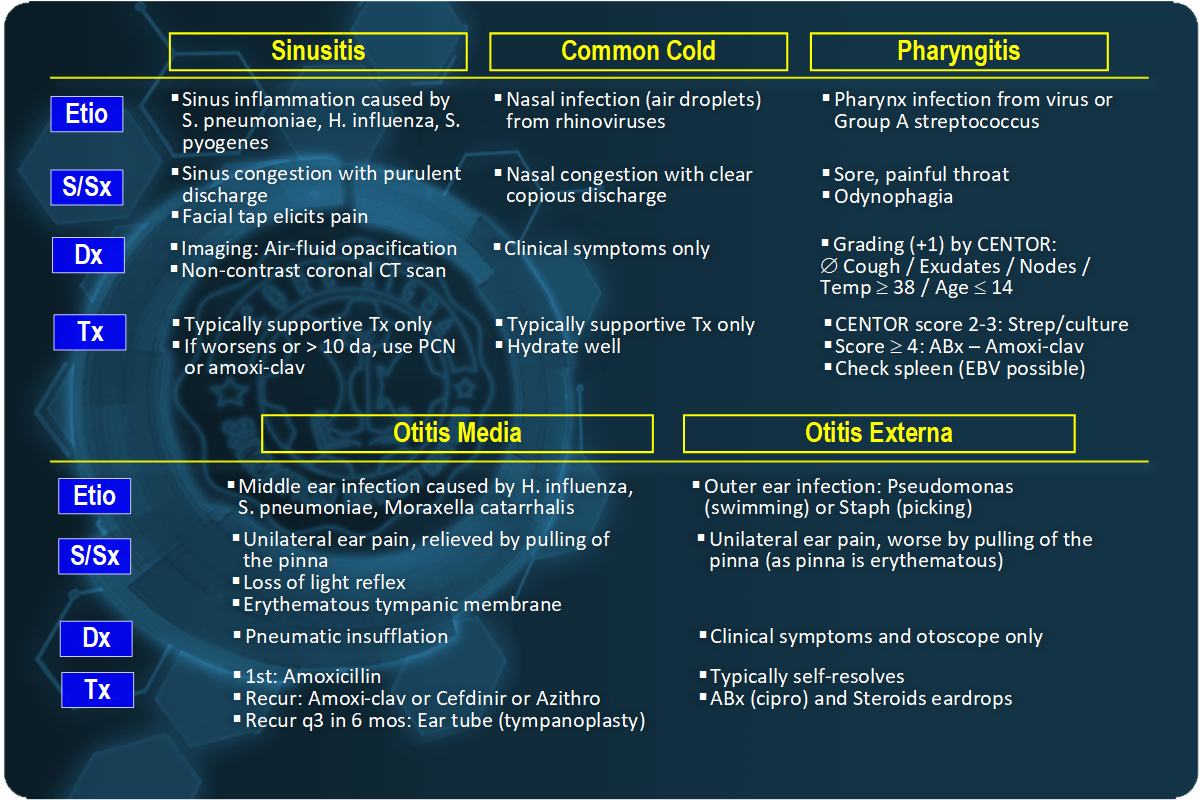 Sinusitis
Common Cold
Pharyngitis
Etio
▪Sinus inflammation caused by
S. pneumoniae, H. influenza, S.
pyogenes
▪Nasal infection (air droplets)
from rhinoviruses
▪Pharynx infection from virus or
Group A streptococcus
S/Sx
▪Sinus congestion with purulent
discharge
▪Facial tap elicits pain
▪Nasal congestion with clear
copious discharge
▪Sore, painful throat
▪Odynophagia
Dx
▪Imaging: Air-fluid opacification
▪Non-contrast coronal CT scan
▪Clinical symptoms only
▪Grading (+1) by CENTOR:
∅ Cough / Exudates / Nodes /
Temp ≥ 38 / Age ≤ 14
Tx
▪Typically supportive Tx only
▪If worsens or > 10 da, use PCN
or amoxi-clav
▪Typically supportive Tx only
▪Hydrate well
▪CENTOR score 2-3: Strep/culture
▪Score ≥ 4: ABx – Amoxi-clav
▪Check spleen (EBV possible)
Otitis Media
Otitis Externa
Etio
▪Middle ear infection caused by H. influenza,
S. pneumoniae, Moraxella catarrhalis
▪Outer ear infection: Pseudomonas
(swimming) or Staph (picking)
S/Sx
▪Unilateral ear pain, relieved by pulling of
the pinna
▪Loss of light reflex
▪Erythematous tympanic membrane
▪Unilateral ear pain, worse by pulling of the
pinna (as pinna is erythematous)
Dx
▪Pneumatic insufflation
▪Clinical symptoms and otoscope only
Tx
▪1st: Amoxicillin
▪Recur: Amoxi-clav or Cefdinir or Azithro
▪Recur q3 in 6 mos: Ear tube (tympanoplasty)
▪Typically self-resolves
▪ABx (cipro) and Steroids eardrops